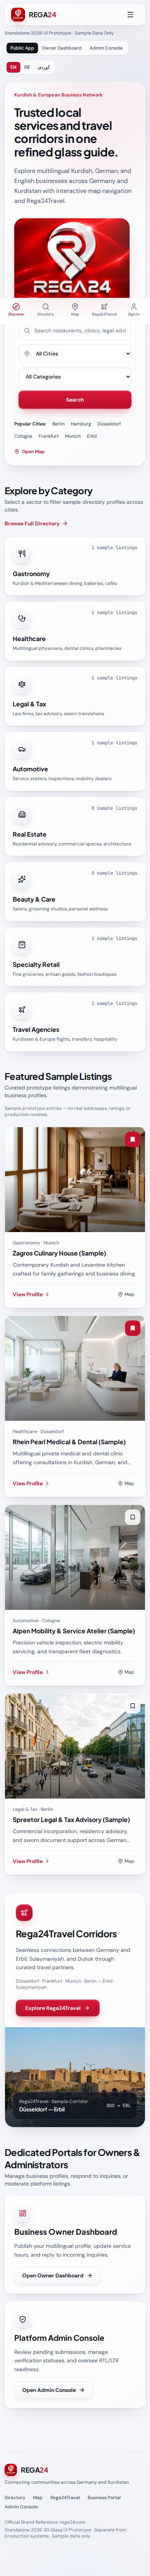 REGA24
Standalone 2026 UI Prototype · Sample Data Only
Public App
Owner Dashboard
Admin Console
EN
DE
کوردی
Kurdish & European Business Network
Trusted local
services and travel
corridors in one
refined glass guide.
Explore multilingual Kurdish, German, and
English businesses across Germany and
Kurdistan with interactive map navigation
and Rega24Travel.
REGA24
Discover
Directory
Map
Rega24Travel
Sign In
Search restaurants, clinics, legal advisors
All Cities
All Categories
Search
Popular Cities:
Berlin
Hamburg
Düsseldorf
Cologne
Frankfurt
Munich
Erbil
Open Map
Explore by Category
Select a sector to filter sample directory profiles across
cities.
Browse Full Directory
1 sample listings
Gastronomy
Kurdish & Mediterranean dining, bakeries, cafés
1 sample listings
Healthcare
Multilingual physicians, dental clinics, pharmacies
1 sample listings
Legal & Tax
Law firms, tax advisors, sworn translations
1 sample listings
Automotive
Service ateliers, inspections, mobility dealers
0 sample listings
Real Estate
Residential advisory, commercial spaces, architecture
0 sample listings
Beauty & Care
Salons, grooming studios, personal wellness
1 sample listings
Specialty Retail
Fine groceries, artisan goods, fashion boutiques
1 sample listings
Travel Agencies
Kurdistan & Europe flights, transfers, hospitality
Featured Sample Listings
Curated prototype listings demonstrating multilingual
business profiles.
Sample prototype entries — no real addresses, ratings, or
production reviews.
Gastronomy · Munich
Zagros Culinary House (Sample)
Contemporary Kurdish and Levantine kitchen
crafted for family gatherings and business dining.
View Profile
Map
Healthcare · Düsseldorf
Rhein Pearl Medical & Dental (Sample)
Multilingual private medical and dental clinic
offering consultations in Kurdish, German, and...
View Profile
Map
Automotive · Cologne
Alpen Mobility & Service Atelier (Sample)
Precision vehicle inspection, electric mobility
servicing, and transparent fleet diagnostics.
View Profile
Map
Legal & Tax · Berlin
Spreetor Legal & Tax Advisory (Sample)
Commercial incorporation, residency advisory,
and sworn document support across German...
View Profile
Map
Rega24Travel Corridors
Seamless connections between Germany and
Erbil, Sulaymaniyah, and Duhok through
curated travel partners.
Düsseldorf · Frankfurt · Munich · Berlin — Erbil ·
Sulaymaniyah
Explore Rega24Travel
Rega24Travel · Sample Corridor
Düsseldorf — Erbil
DUS ↔ EBL
Dedicated Portals for Owners &
Administrators
Manage business profiles, respond to inquiries, or
moderate platform content.
Business Owner Dashboard
Publish your multilingual profile, update service
hours, and reply to incoming inquiries.
Open Owner Dashboard
Platform Admin Console
Review pending submissions, manage
verification statuses, and oversee RTL/LTR
readiness.
Open Admin Console
REGA24
Connecting communities across Germany and Kurdistan.
Directory
Map
Rega24Travel
Business Portal
Admin Console
Official Brand Reference: rega24.com
Standalone 2026 3D Glass UI Prototype · Separate from
production systems · Sample data only.